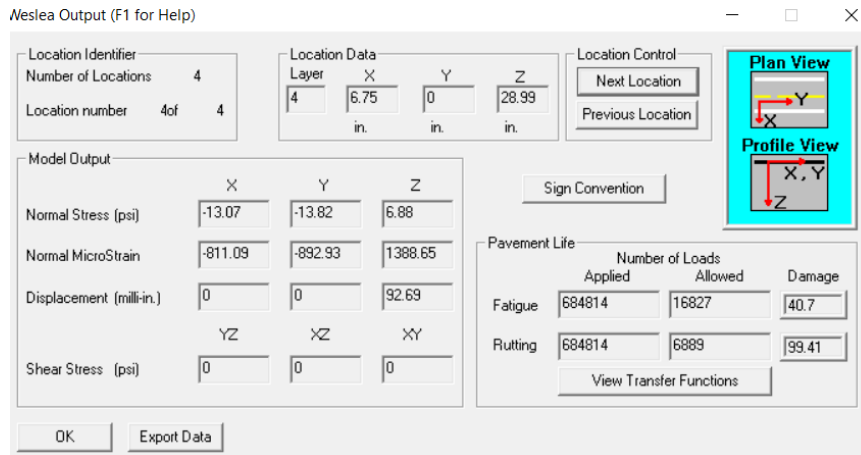 Weslea Output (F1 for Help)
Location Identifier
Number of Locations 4
Location number 4of 4
Location Data
Layer X Y Z
4 6.75 0 28.99
in. in. in.
Location Control
Next Location
Previous Location
Plan View
Y
X
Profile View
X, Y
Z
Model Output
X Y Z
Normal Stress (psi) -13.07 -13.82 6.88
Normal MicroStrain -811.09 -892.93 1388.65
Displacement (milli-in.) 0 0 92.69
YZ XZ XY
Shear Stress (psi) 0 0 0
Sign Convention
Pavement Life
Number of Loads
Applied Allowed Damage
Fatigue 684814 16827 40.7
Rutting 684814 6889 99.41
View Transfer Functions
OK
Export Data